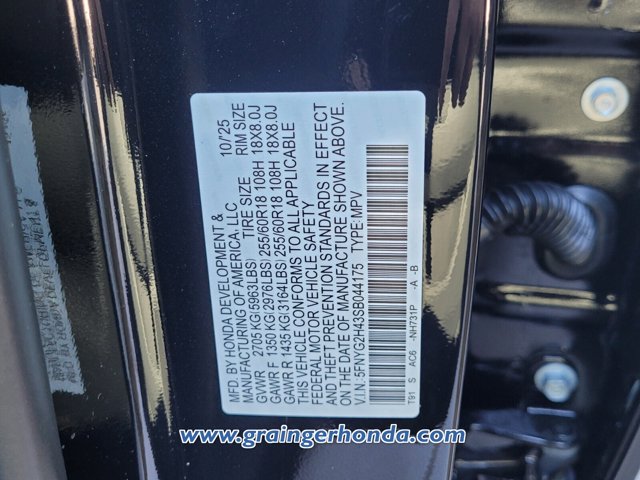 MFD. BY HONDA DEVELOPMENT & 10/25
MANUFACTURING OF AMERICA, LLC
TIRE SIZE RIM SIZE
GVWR 2705 KG(5963LBS)
GAWR F 1350 KG(2976LBS) 255/60R18 108H 18X8.0J
GAWR R 1435 KG(3164LBS) 255/60R18 108H 18X8.0J
THIS VEHICLE CONFORMS TO ALL APPLICABLE
FEDERAL MOTOR VEHICLE SAFETY
AND THEFT PREVENTION STANDARDS IN EFFECT
ON THE DATE OF MANUFACTURE SHOWN ABOVE.
V.I.N.: 5FNYG2H43SB044175 TYPE: MPV
T91 S AC6 -NH731P -A -B
www.graingerhonda.com